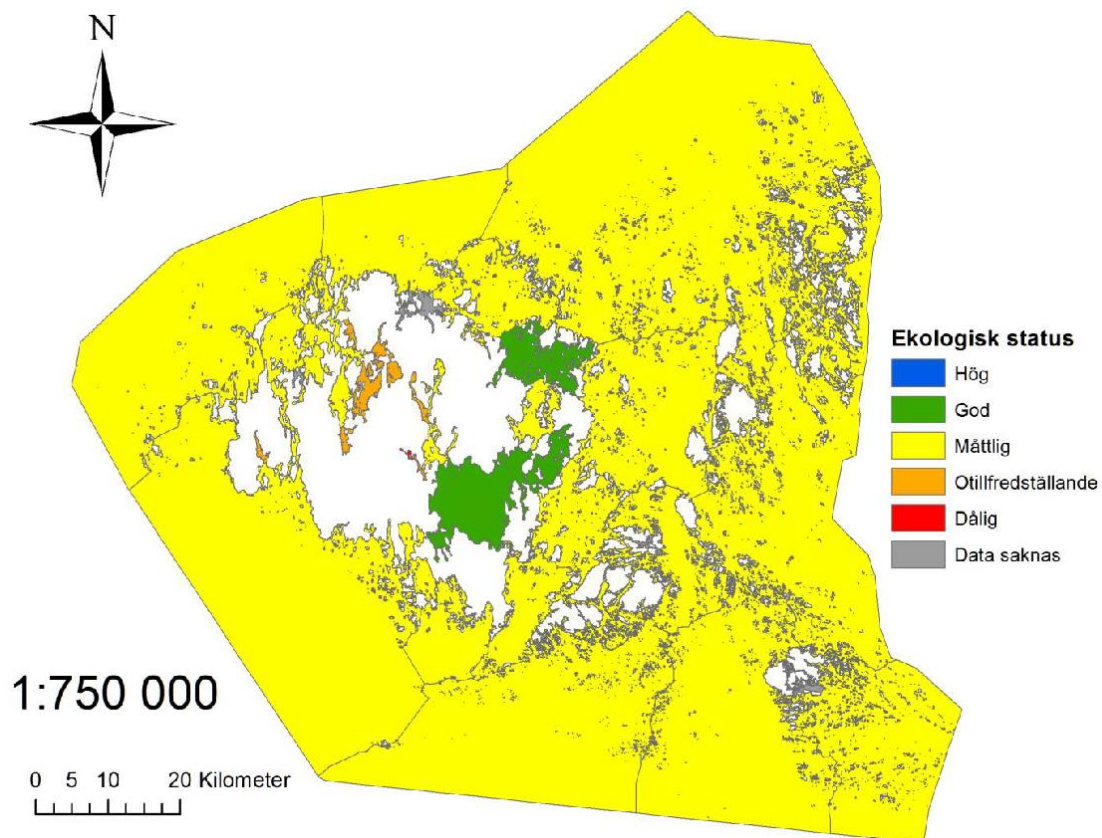 N
Ekologisk status
Hög
God
Måttlig
Otillfredställande
Dålig
Data saknas
1:750 000
0 5 10 20 Kilometer